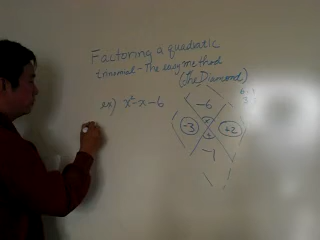 Factoring a quadratic
trinomial - The easy method
(The Diamond)
ex) x²-x-6
-6
-3 +2
-1